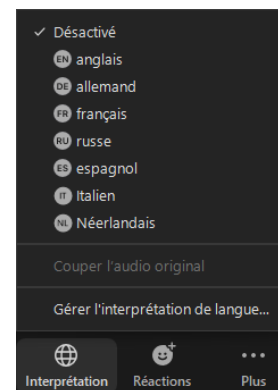 ✓ Désactivé
EN anglais
DE allemand
FR français
RU russe
ES espagnol
IT Italien
NL Néerlandais
Couper l'audio original
Gérer l'interprétation de langue...
Interprétation Réactions Plus